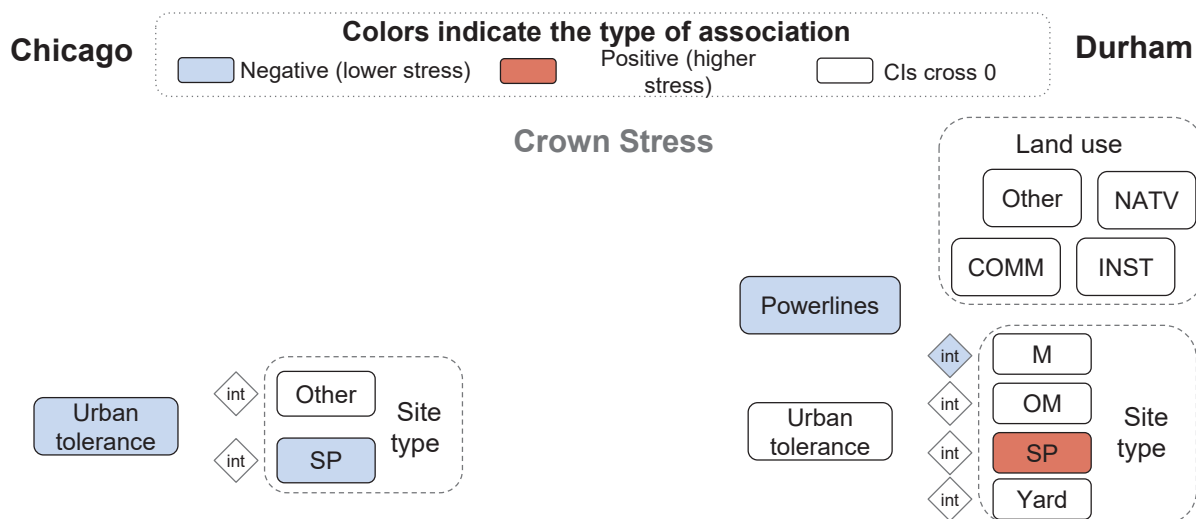 Chicago
Colors indicate the type of association
Negative (lower stress)
Positive (higher
stress)
CIs cross 0
Durham
Crown Stress
Land use
Other
NATV
COMM
INST
Powerlines
int
M
int
OM
int
SP
int
Yard
Site
type
Urban
tolerance
Urban
tolerance
int
Other
int
SP
Site
type